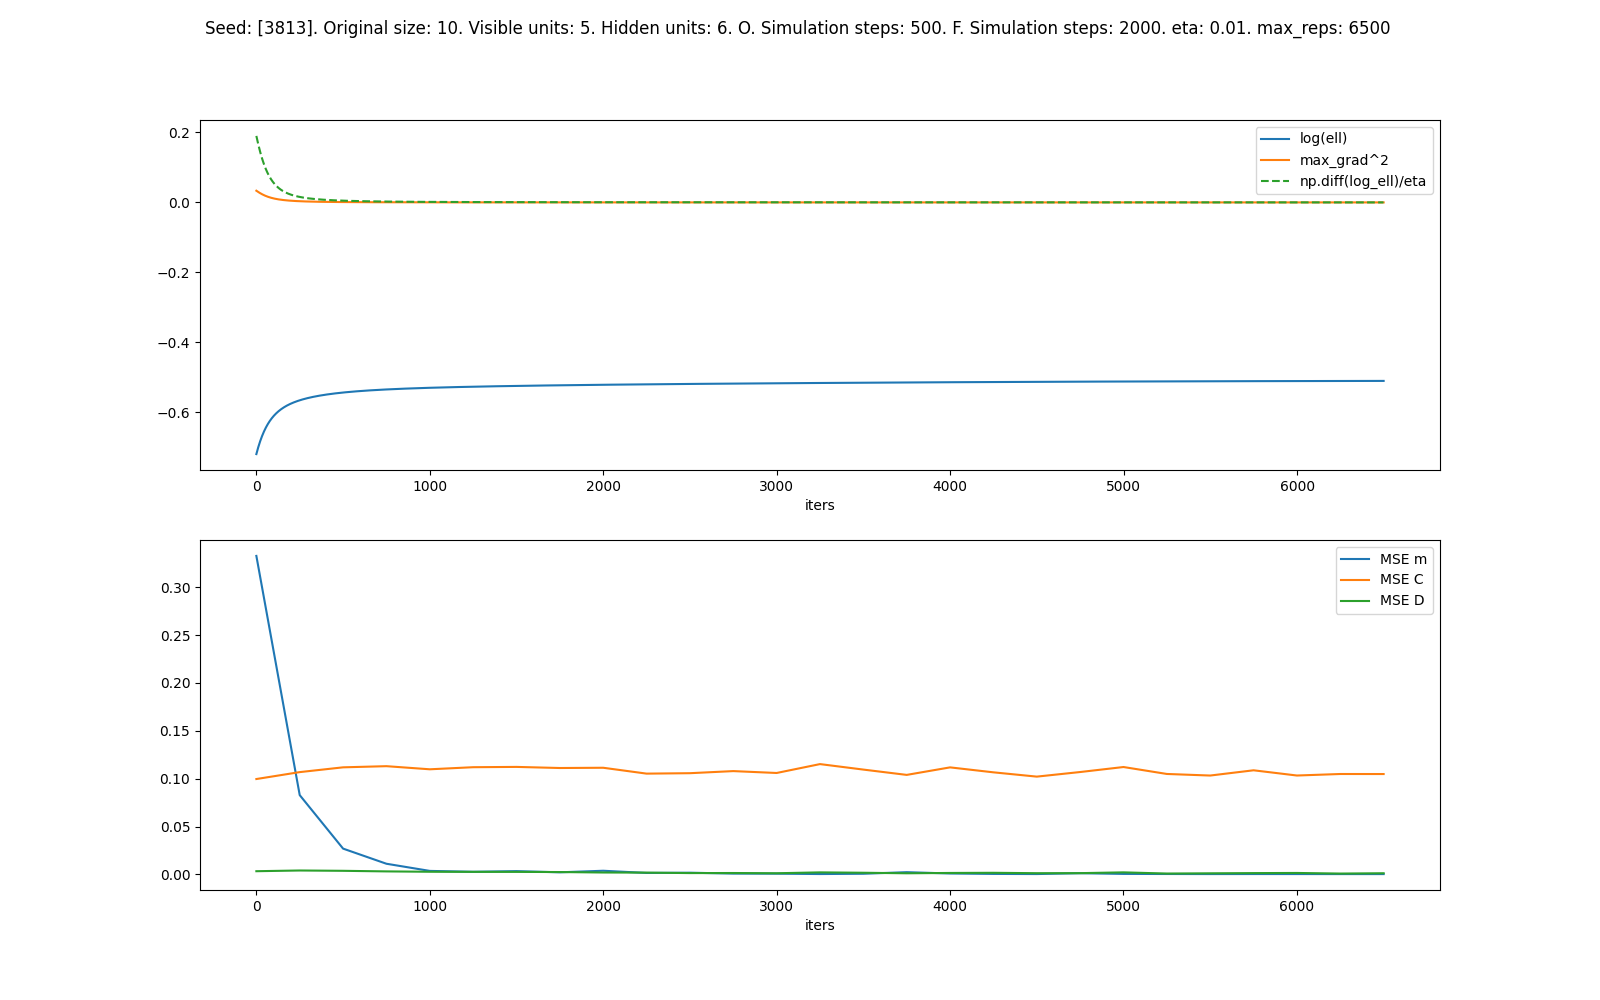 Seed: [3813]. Original size: 10. Visible units: 5. Hidden units: 6. O. Simulation steps: 500. F. Simulation steps: 2000. eta: 0.01. max_reps: 6500
0.2
0.0
−0.2
−0.4
−0.6
log(ell)
max_grad^2
np.diff(log_ell)/eta
0 1000 2000 3000 4000 5000 6000
iters
0.30
0.25
0.20
0.15
0.10
0.05
0.00
MSE m
MSE C
MSE D
0 1000 2000 3000 4000 5000 6000
iters